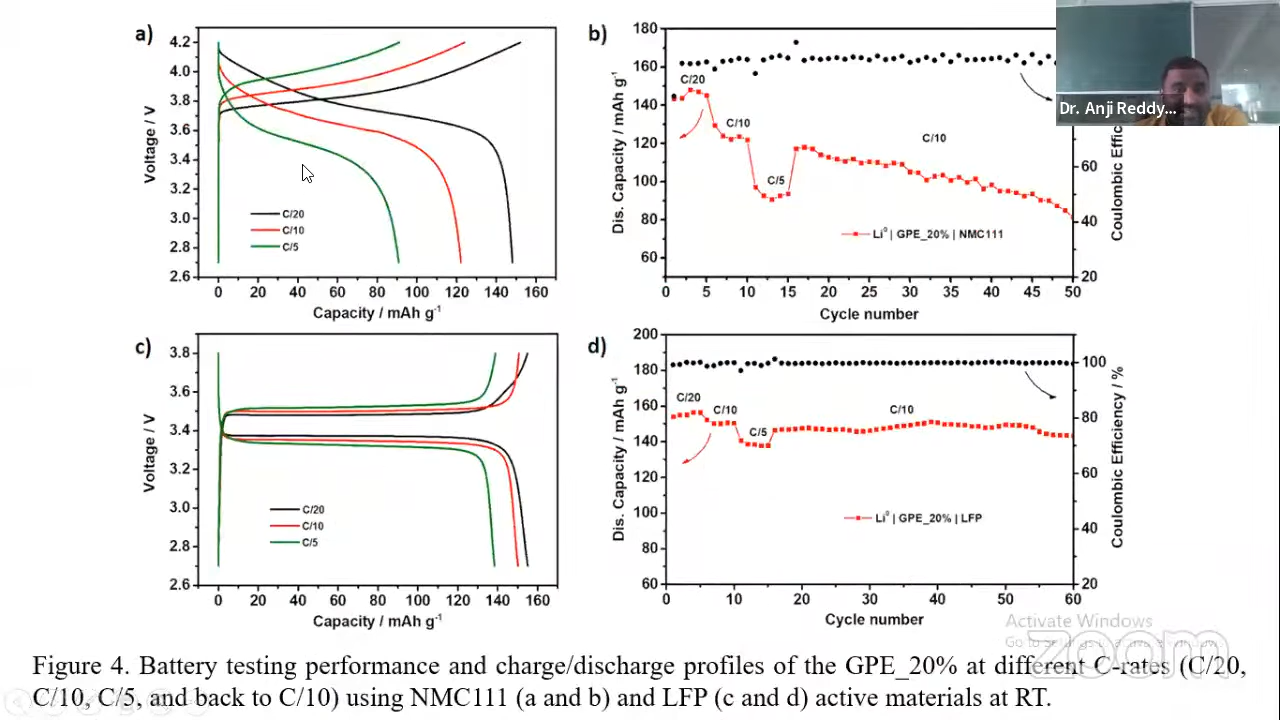 a)
4.2
4.0
3.8
3.6
3.4
3.2
3.0
2.8
2.6
Voltage / V
C/20
C/10
C/5
0 20 40 60 80 100 120 140 160
Capacity / mAh g-1
b)
180
160
140
120
100
80
60
Dis. Capacity / mAh g-1
C/20
C/10
C/5
C/10
Li0 | GPE_20% | NMC111
0 5 10 15 20 25 30 35 40 45 50
Cycle number
60
40
20
Coulombic Effici
Dr. Anji Reddy...
c)
3.8
3.6
3.4
3.2
3.0
2.8
2.6
Voltage / V
C/20
C/10
C/5
0 20 40 60 80 100 120 140 160
Capacity / mAh g-1
d)
200
180
160
140
120
100
80
60
Dis. Capacity / mAh g-1
C/20
C/10
C/5
C/10
Li0 | GPE_20% | LFP
0 10 20 30 40 50 60
Cycle number
100
80
60
40
20
Coulombic Efficiency / %
Activate Windows
Go to Settings to activate Windows.
zoom
Figure 4. Battery testing performance and charge/discharge profiles of the GPE_20% at different C-rates (C/20,
C/10, C/5, and back to C/10) using NMC111 (a and b) and LFP (c and d) active materials at RT.